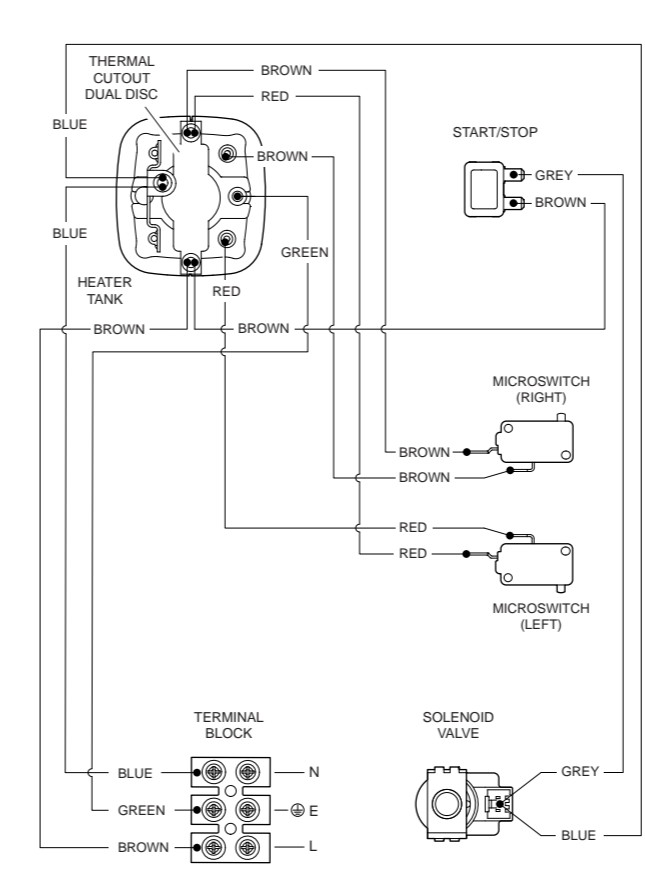 THERMAL
CUTOUT
DUAL DISC
BROWN
RED
BLUE
BROWN
START/STOP
GREY
BROWN
BLUE
GREEN
HEATER
TANK
RED
BROWN
BROWN
MICROSWITCH
(RIGHT)
BROWN
BROWN
RED
RED
MICROSWITCH
(LEFT)
TERMINAL
BLOCK
SOLENOID
VALVE
BLUE
N
GREY
GREEN
E
BLUE
BROWN
L